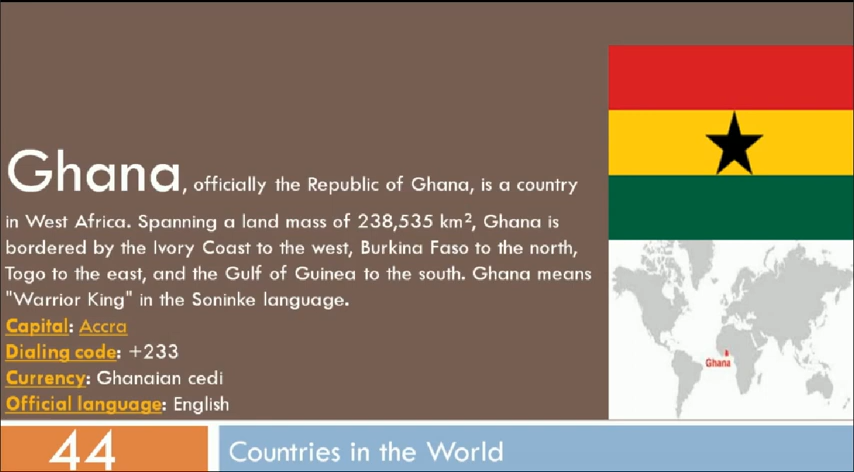 Ghana, officially the Republic of Ghana, is a country
in West Africa. Spanning a land mass of 238,535 km², Ghana is
bordered by the Ivory Coast to the west, Burkina Faso to the north,
Togo to the east, and the Gulf of Guinea to the south. Ghana means
"Warrior King" in the Soninke language.
Capital: Accra
Dialing code: +233
Currency: Ghanaian cedi
Official language: English
Ghana
44 Countries in the World